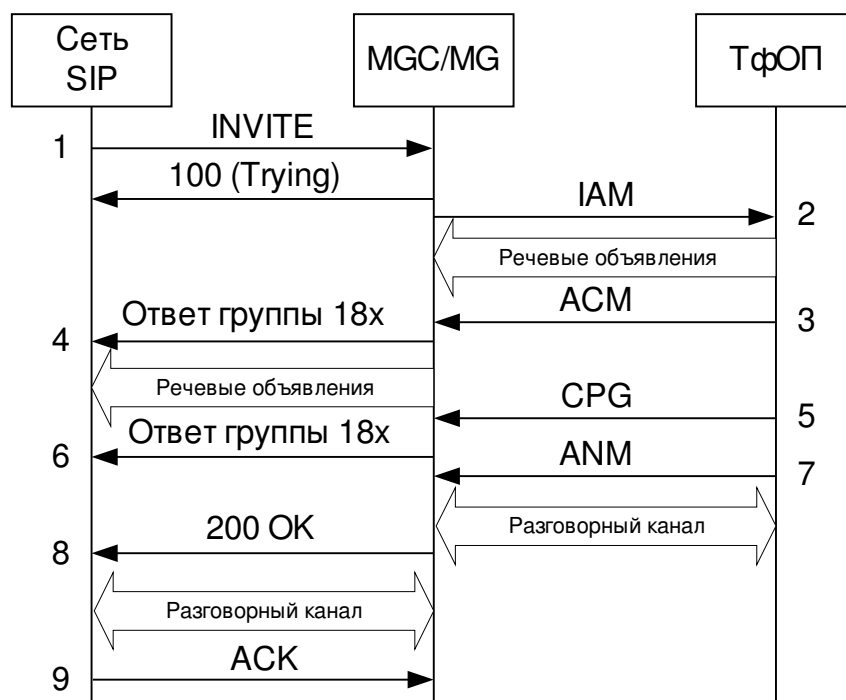 Сеть
SIP
MGC/MG
ТфОП
INVITE
1
100 (Trying)
IAM
2
Речевые объявления
ACM
3
Ответ группы 18x
4
Речевые объявления
CPG
5
Ответ группы 18x
6
ANM
7
200 OK
Разговорный канал
8
Разговорный канал
ACK
9